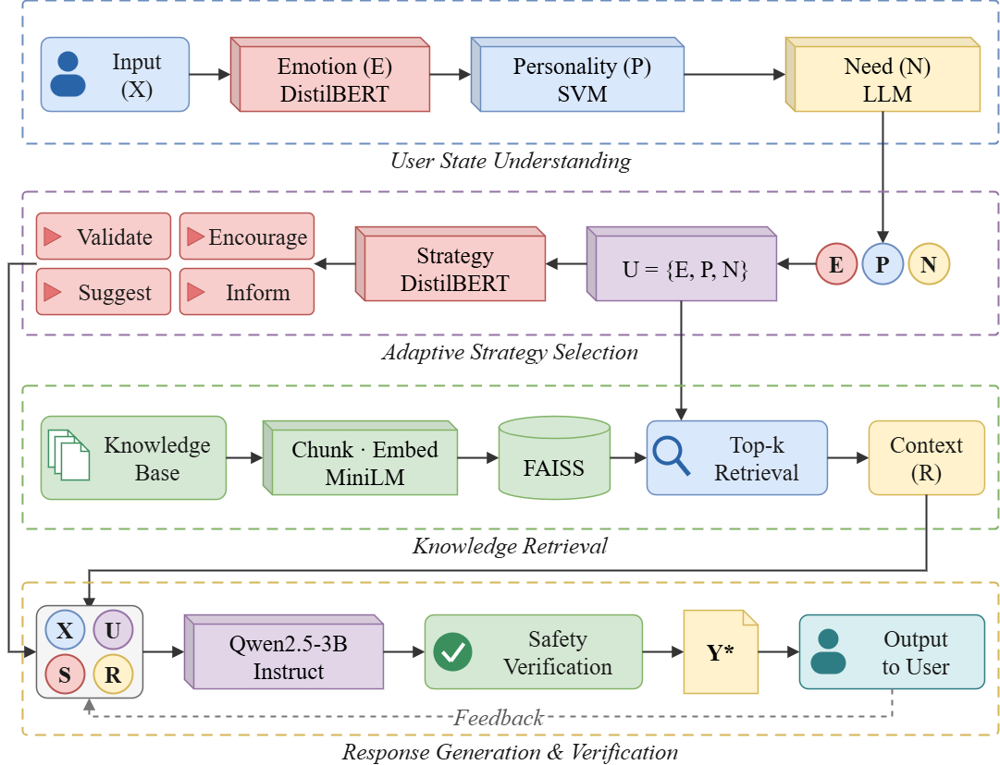 Input
(X)
Emotion (E)
DistilBERT
Personality (P)
SVM
Need (N)
LLM
User State Understanding
Validate
Encourage
Suggest
Inform
Strategy
DistilBERT
U = {E, P, N}
E
P
N
Adaptive Strategy Selection
Knowledge
Base
Chunk · Embed
MiniLM
FAISS
Top-k
Retrieval
Context
(R)
Knowledge Retrieval
X
U
S
R
Qwen2.5-3B
Instruct
Safety
Verification
Y*
Output
to User
Feedback
Response Generation & Verification